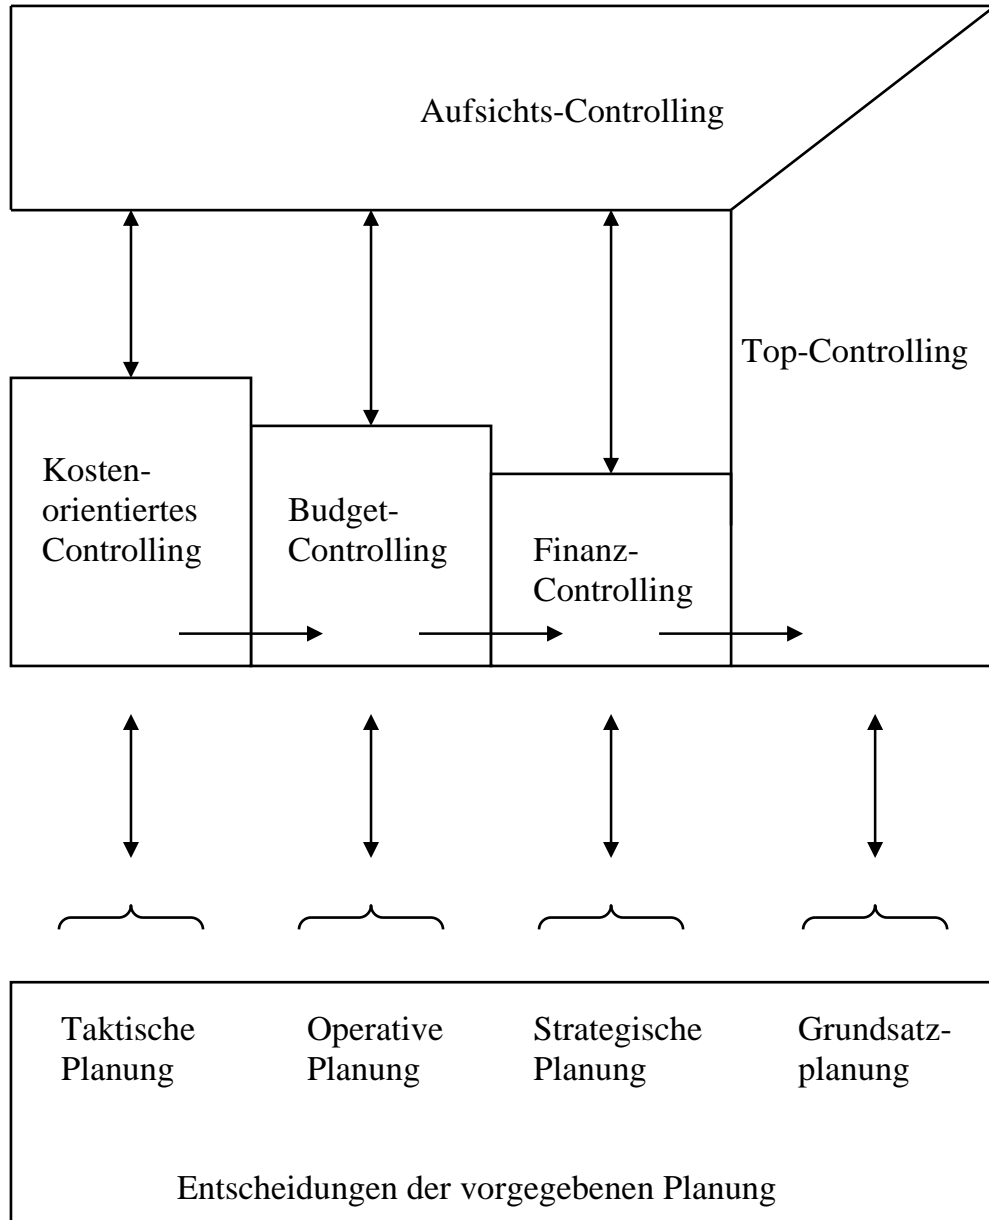 Aufsichts-Controlling
Top-Controlling
Kosten-
orientiertes
Controlling
Budget-
Controlling
Finanz-
Controlling
Taktische
Planung
Operative
Planung
Strategische
Planung
Grundsatz-
planung
Entscheidungen der vorgegebenen Planung